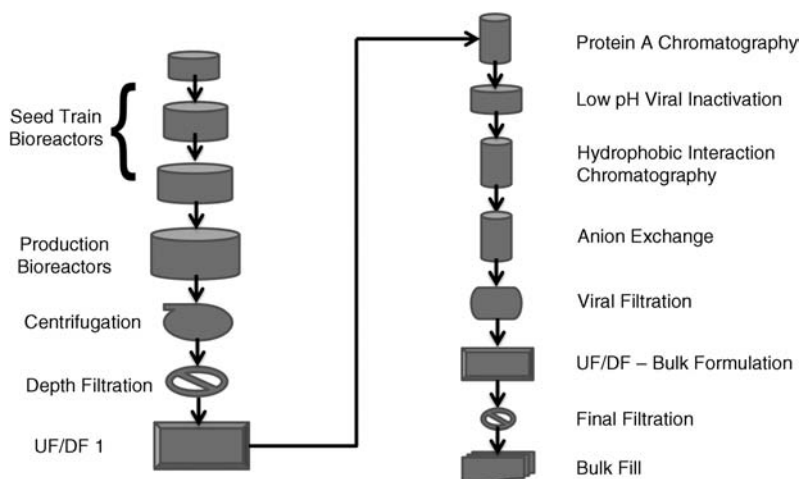 Seed Train
Bioreactors
Production
Bioreactors
Centrifugation
Depth Filtration
UF/DF 1
Protein A Chromatography
Low pH Viral Inactivation
Hydrophobic Interaction
Chromatography
Anion Exchange
Viral Filtration
UF/DF – Bulk Formulation
Final Filtration
Bulk Fill